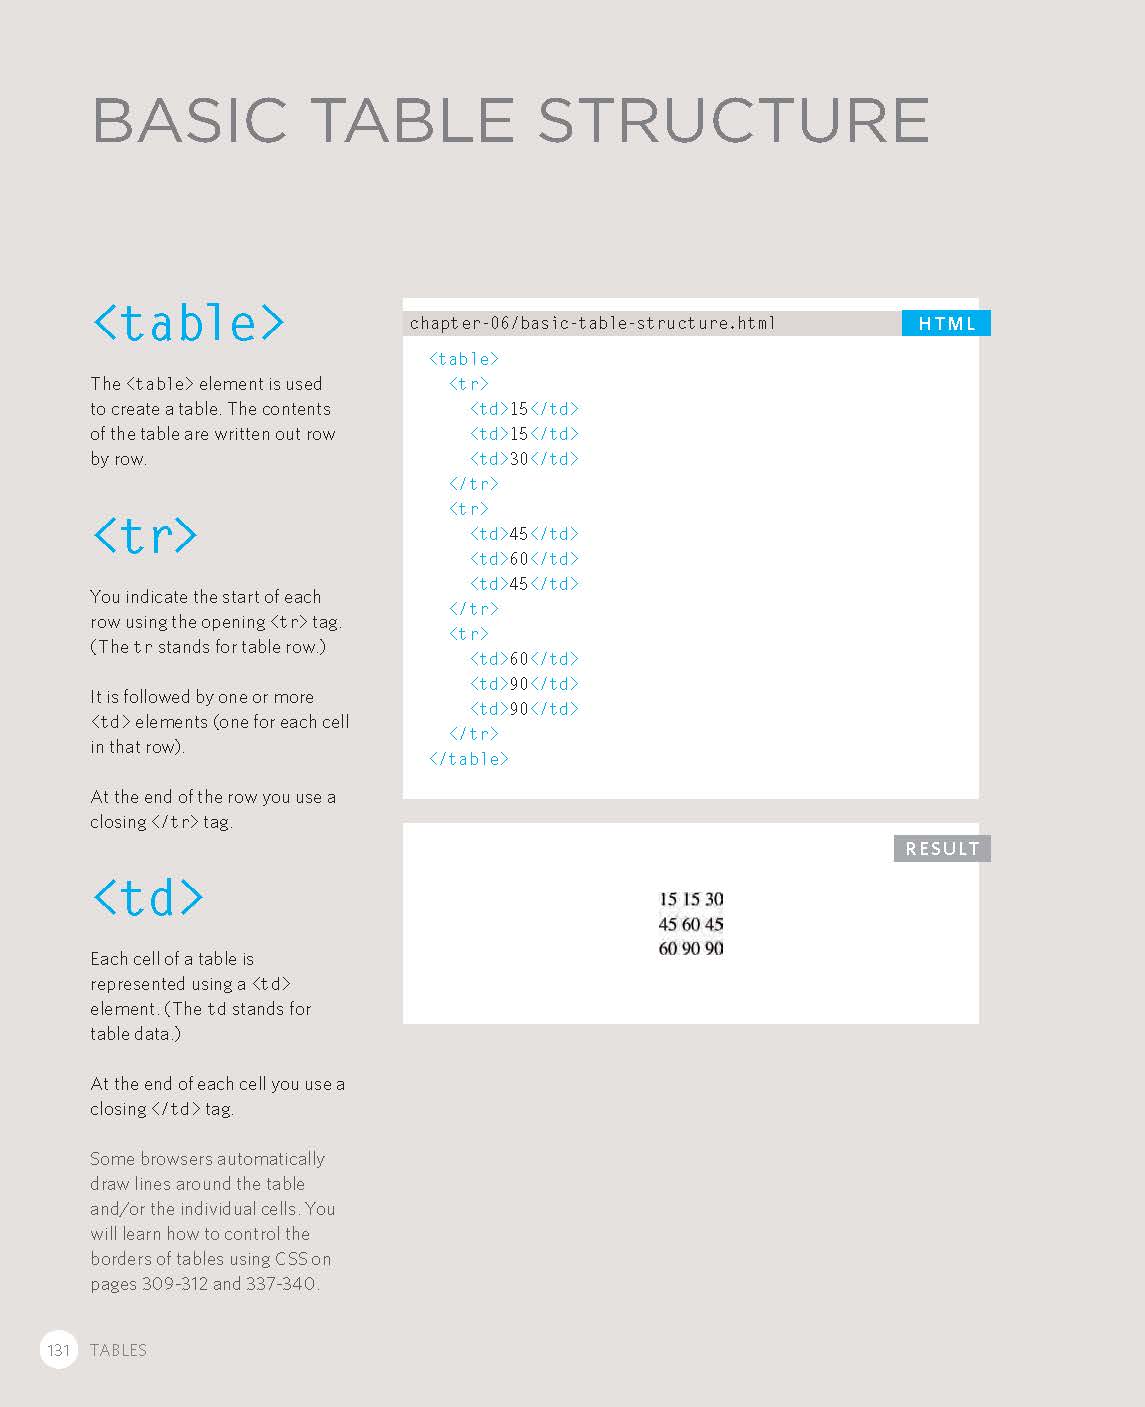 BASIC TABLE STRUCTURE
<table>
The <table> element is used
to create a table. The contents
of the table are written out row
by row.
<tr>
You indicate the start of each
row using the opening <tr> tag.
(The tr stands for table row.)
It is followed by one or more
<td> elements (one for each cell
in that row).
At the end of the row you use a
closing </tr> tag.
<td>
Each cell of a table is
represented using a <td>
element. (The td stands for
table data.)
At the end of each cell you use a
closing </td> tag.
Some browsers automatically
draw lines around the table
and/or the individual cells. You
will learn how to control the
borders of tables using CSS on
pages 309-312 and 337-340.
chapter-06/basic-table-structure.html
HTML
<table>
<tr>
<td>15</td>
<td>15</td>
<td>30</td>
</tr>
<tr>
<td>45</td>
<td>60</td>
<td>45</td>
</tr>
<tr>
<td>60</td>
<td>90</td>
<td>90</td>
</tr>
</table>
RESULT
15 15 30
45 60 45
60 90 90
131 TABLES